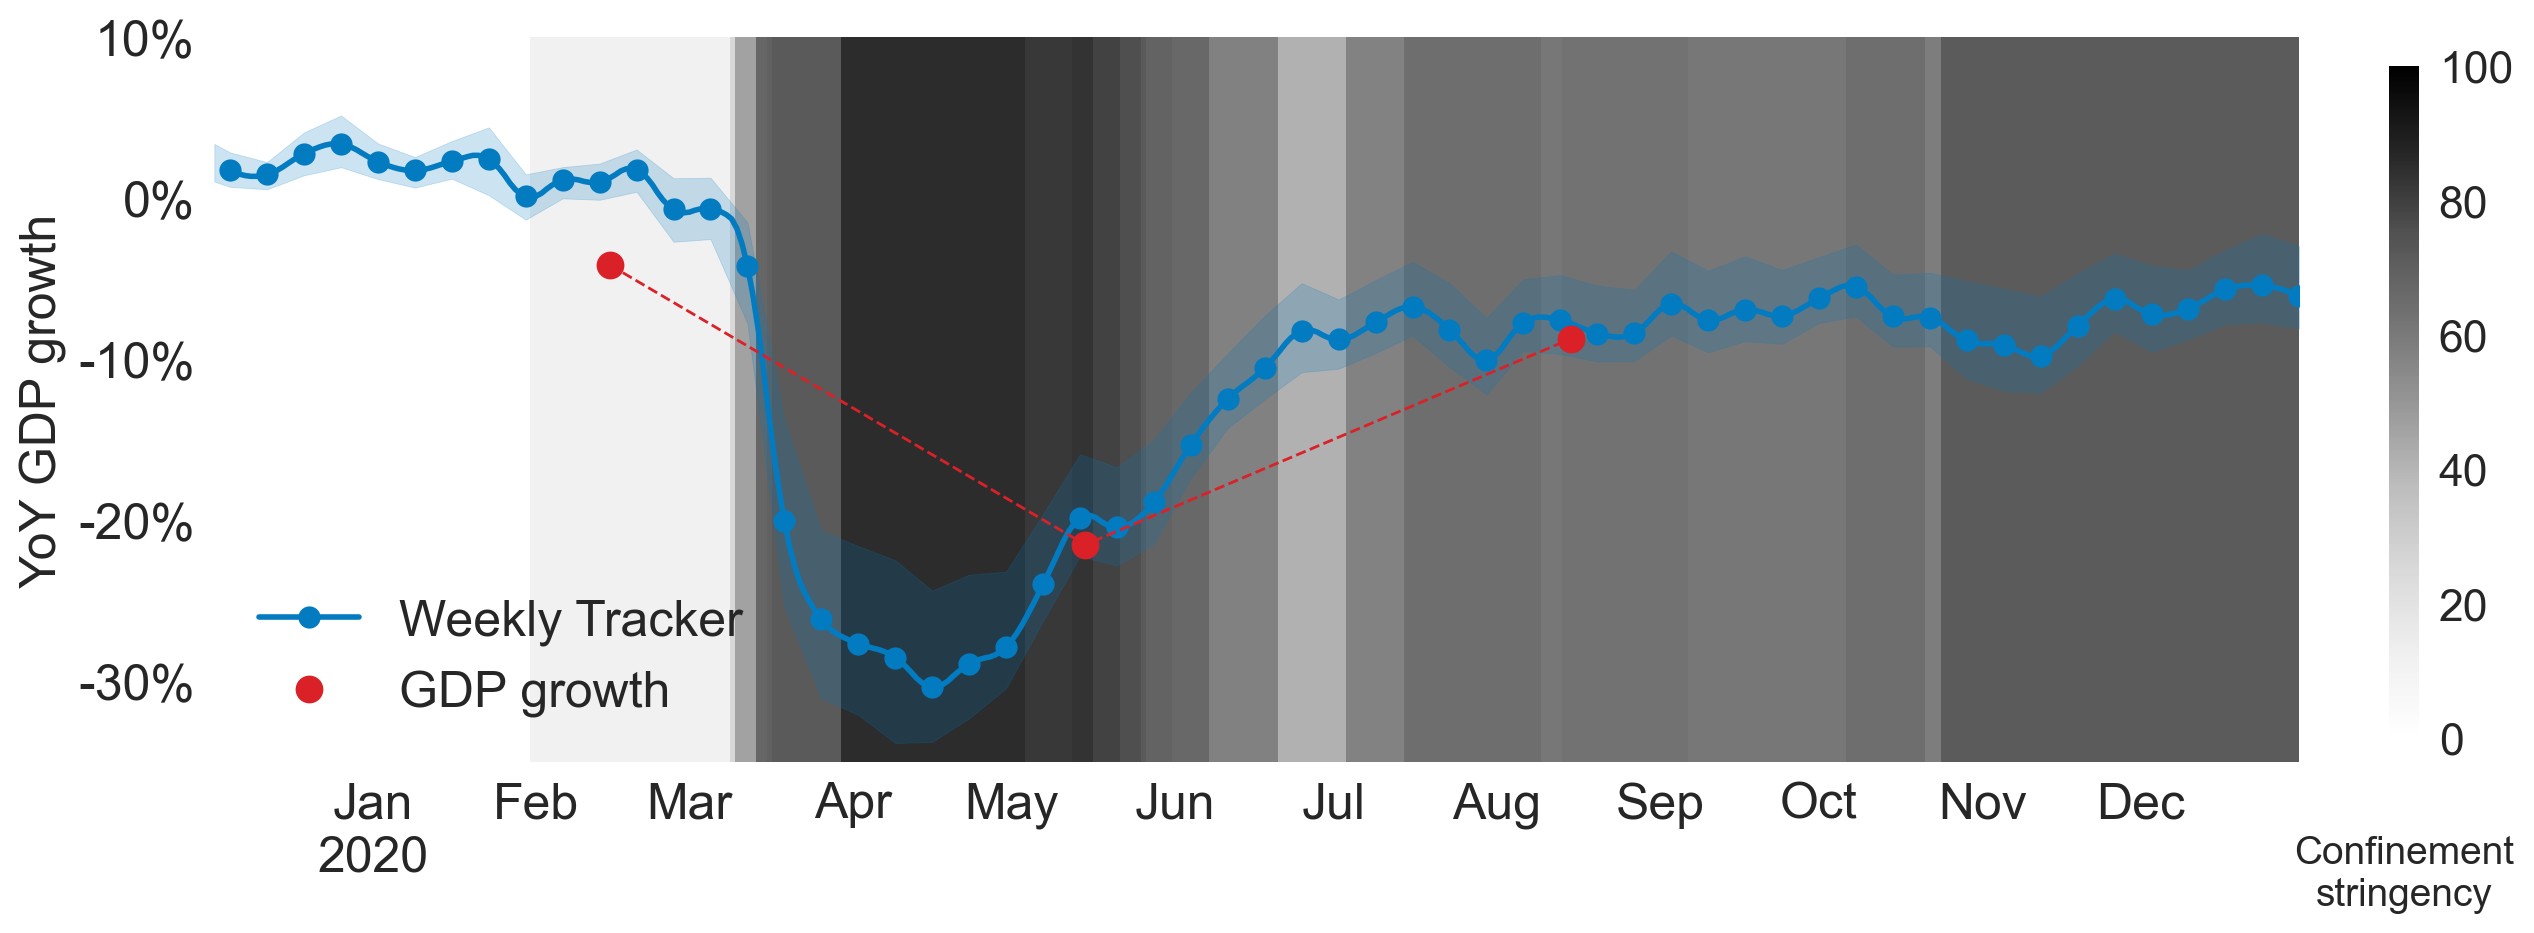 10%
0%
-10%
-20%
-30%
YoY GDP growth
Weekly Tracker
GDP growth
Jan Feb Mar Apr May Jun Jul Aug Sep Oct Nov Dec
2020
100
80
60
40
20
0
Confinement
stringency